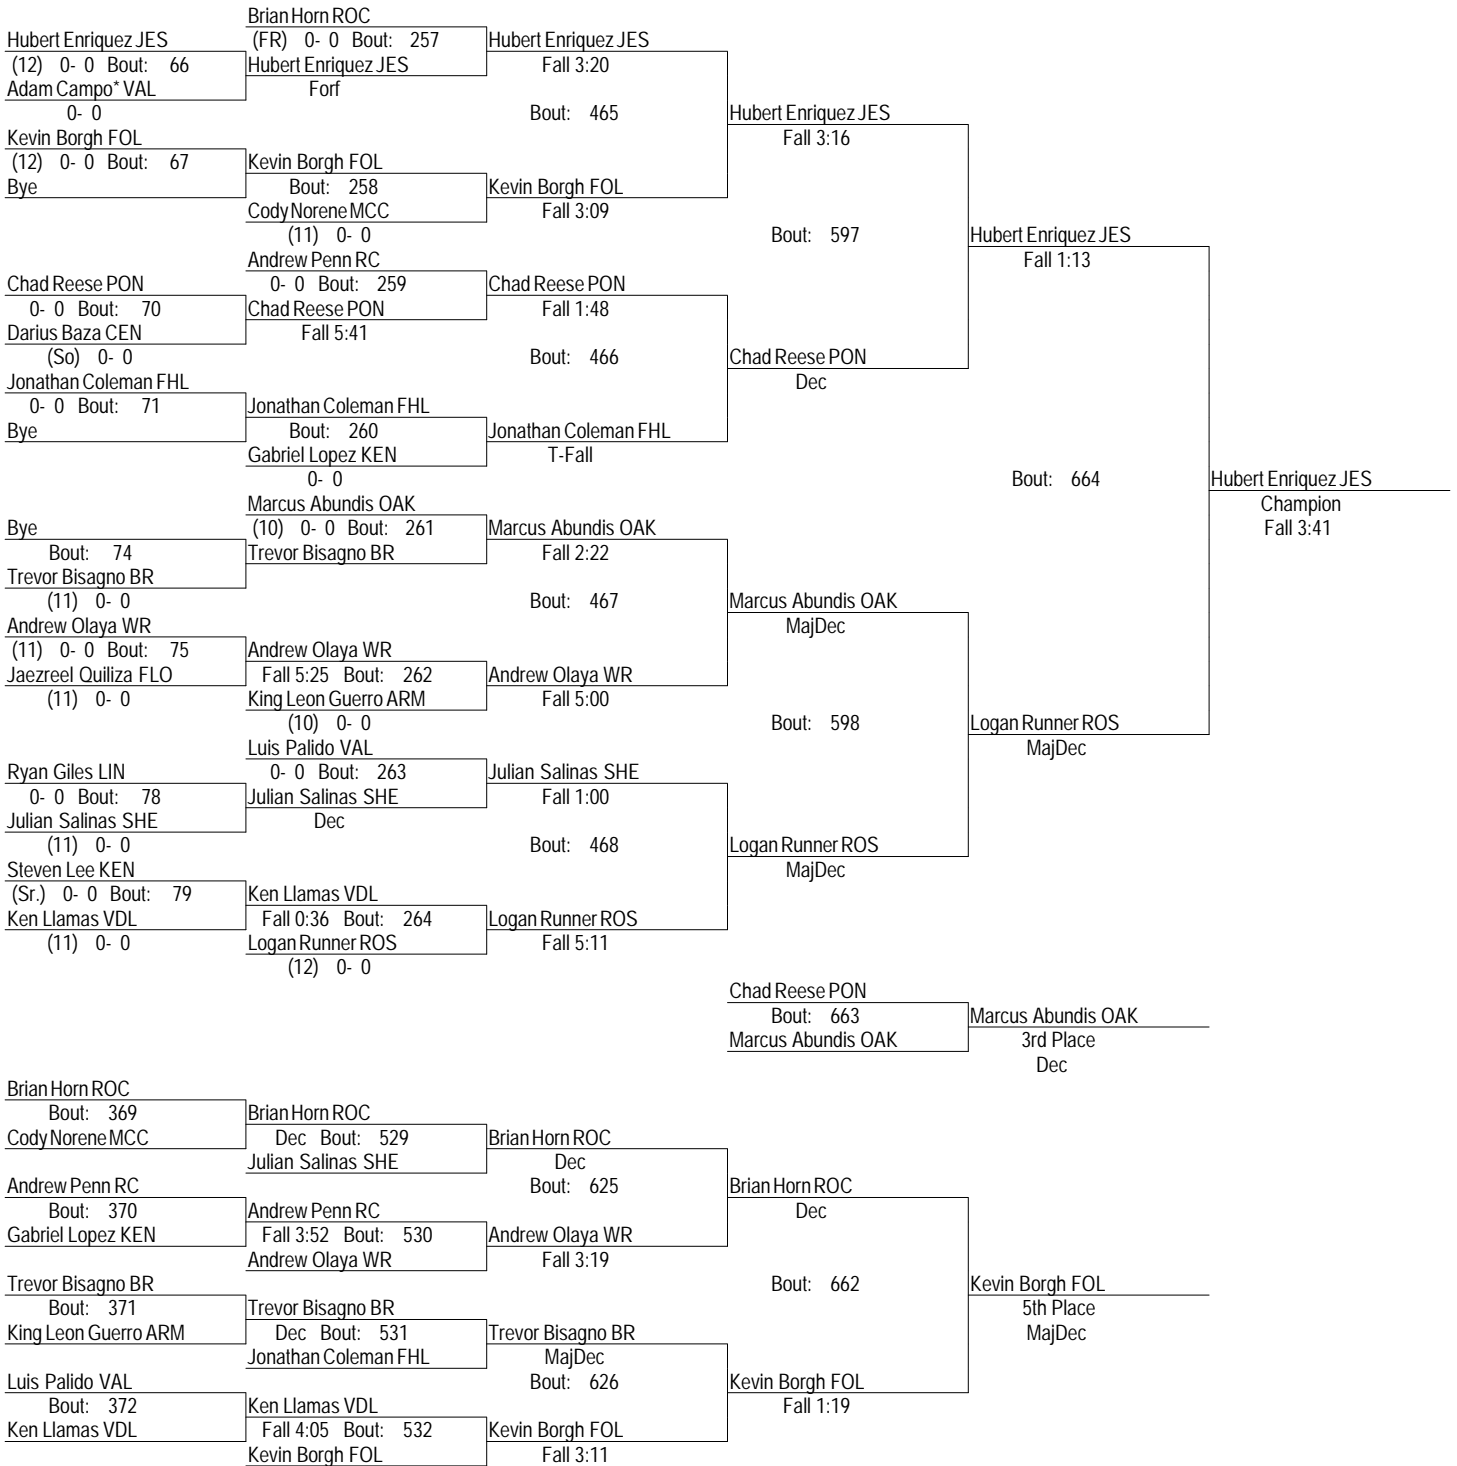 Brian Horn ROC
Hubert Enriquez JES (FR) 0- 0 Bout: 257 Hubert Enriquez JES
(12) 0- 0 Bout: 66 Hubert Enriquez JES Fall 3:20
Adam Campo* VAL Forf
0- 0 Bout: 465 Hubert Enriquez JES
Kevin Borgh FOL Fall 3:16
(12) 0- 0 Bout: 67 Kevin Borgh FOL
Bye Bout: 258 Kevin Borgh FOL
Cody Norene MCC Fall 3:09
(11) 0- 0 Bout: 597 Hubert Enriquez JES
Andrew Penn RC Fall 1:13
Chad Reese PON 0- 0 Bout: 259 Chad Reese PON
0- 0 Bout: 70 Chad Reese PON Fall 1:48
Darius Baza CEN Fall 5:41
(So) 0- 0 Bout: 466 Chad Reese PON
Jonathan Coleman FHL Dec
0- 0 Bout: 71 Jonathan Coleman FHL
Bye Bout: 260 Jonathan Coleman FHL
Gabriel Lopez KEN T-Fall
0- 0 Bout: 664 Hubert Enriquez JES
Marcus Abundis OAK Champion
Bye (10) 0- 0 Bout: 261 Marcus Abundis OAK Fall 3:41
Bout: 74 Trevor Bisagno BR Fall 2:22
Trevor Bisagno BR
(11) 0- 0 Bout: 467 Marcus Abundis OAK
Andrew Olaya WR MajDec
(11) 0- 0 Bout: 75 Andrew Olaya WR
Jaezreel Quiliza FLO Fall 5:25 Bout: 262 Andrew Olaya WR
(11) 0- 0 King Leon Guerro ARM Fall 5:00
(10) 0- 0 Bout: 598 Logan Runner ROS
Luis Palido VAL MajDec
Ryan Giles LIN 0- 0 Bout: 263 Julian Salinas SHE
0- 0 Bout: 78 Julian Salinas SHE Fall 1:00
Julian Salinas SHE Dec
(11) 0- 0 Bout: 468 Logan Runner ROS
Steven Lee KEN MajDec
(Sr.) 0- 0 Bout: 79 Ken Llamas VDL
Ken Llamas VDL Fall 0:36 Bout: 264 Logan Runner ROS
(11) 0- 0 Logan Runner ROS Fall 5:11
(12) 0- 0
Chad Reese PON
Bout: 663 Marcus Abundis OAK
Marcus Abundis OAK 3rd Place
Dec
Brian Horn ROC
Bout: 369 Brian Horn ROC
Cody Norene MCC Dec Bout: 529 Brian Horn ROC
Julian Salinas SHE Dec
Andrew Penn RC Bout: 625 Brian Horn ROC
Bout: 370 Andrew Penn RC Dec
Gabriel Lopez KEN Fall 3:52 Bout: 530 Andrew Olaya WR
Andrew Olaya WR Fall 3:19
Trevor Bisagno BR Bout: 662 Kevin Borgh FOL
Bout: 371 Trevor Bisagno BR 5th Place
King Leon Guerro ARM Dec Bout: 531 Trevor Bisagno BR MajDec
Jonathan Coleman FHL MajDec
Luis Palido VAL Bout: 626 Kevin Borgh FOL
Bout: 372 Ken Llamas VDL Fall 1:19
Ken Llamas VDL Fall 4:05 Bout: 532 Kevin Borgh FOL
Kevin Borgh FOL Fall 3:11